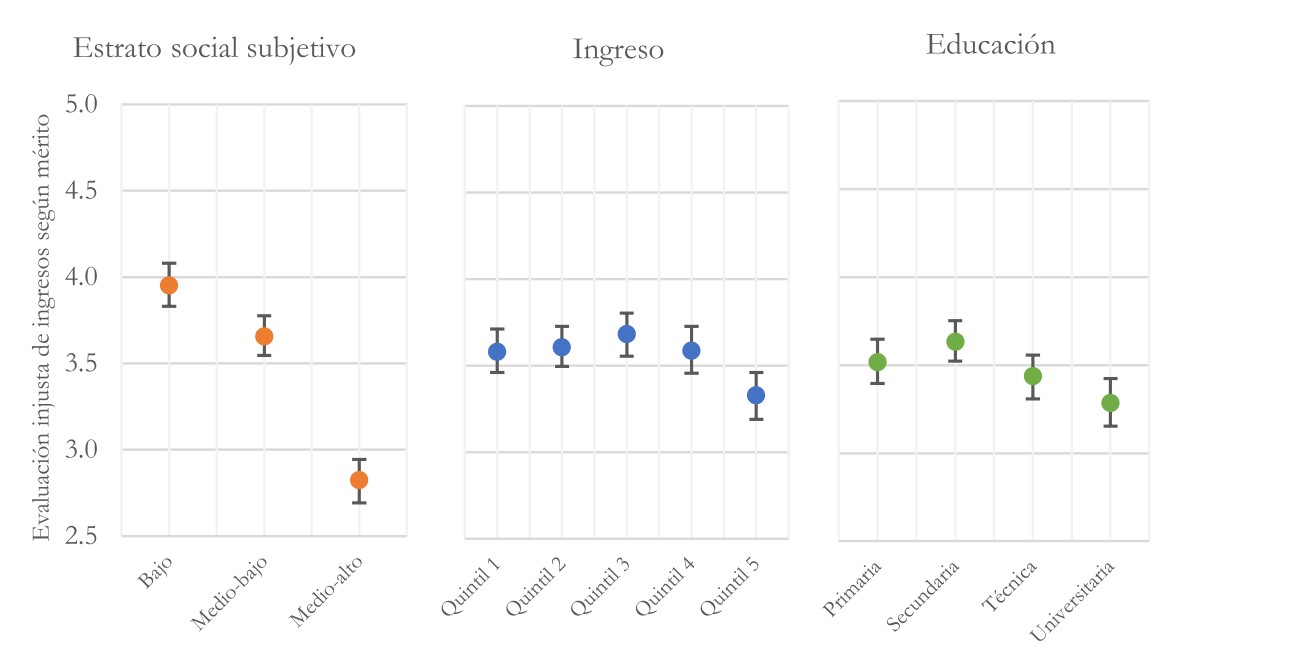 Estrato social subjetivo
Ingreso
Educación
Evaluación injusta de ingresos según mérito
5.0
4.5
4.0
3.5
3.0
2.5
Bajo
Medio-bajo
Medio-alto
Quintil 1
Quintil 2
Quintil 3
Quintil 4
Quintil 5
Primaria
Secundaria
Técnica
Universitaria